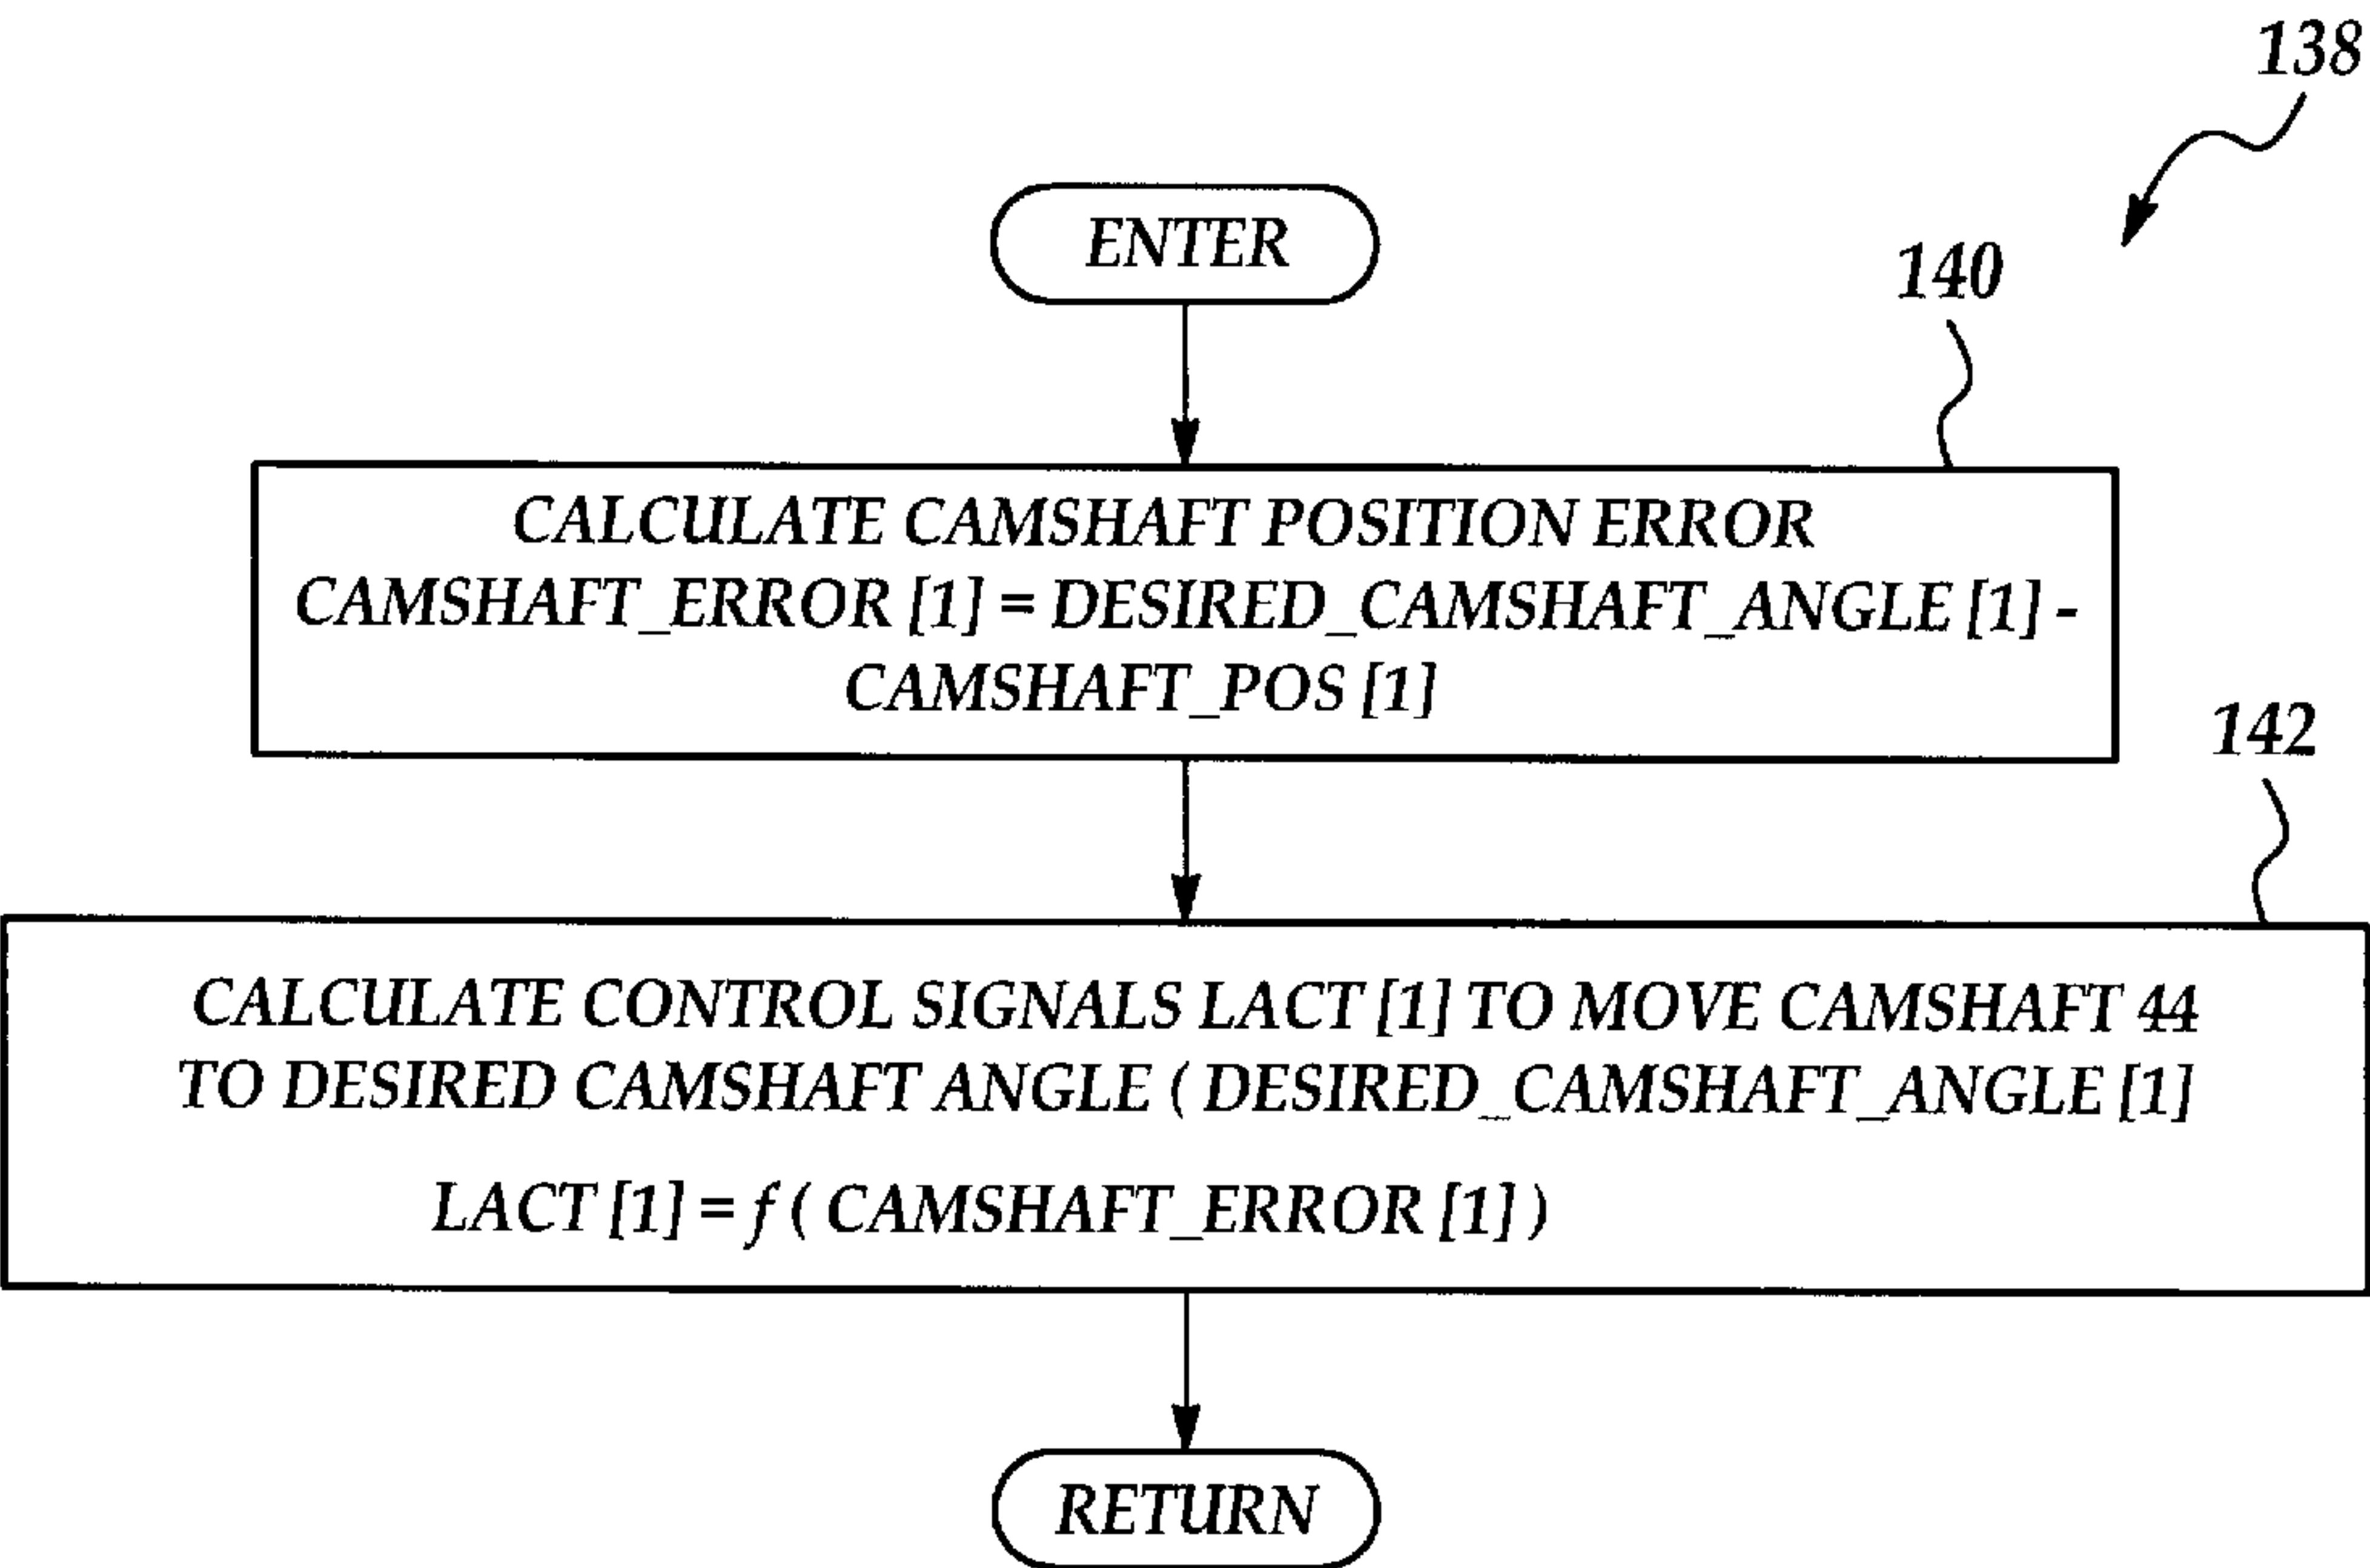 138
ENTER
140
CALCULATE CAMSHAFT POSITION ERROR
CAMSHAFT_ERROR [1] = DESIRED_CAMSHAFT_ANGLE [1] -
CAMSHAFT_POS [1]
142
CALCULATE CONTROL SIGNALS LACT [1] TO MOVE CAMSHAFT 44
TO DESIRED CAMSHAFT ANGLE ( DESIRED_CAMSHAFT_ANGLE [1]
LACT [1] = f ( CAMSHAFT_ERROR [1] )
RETURN